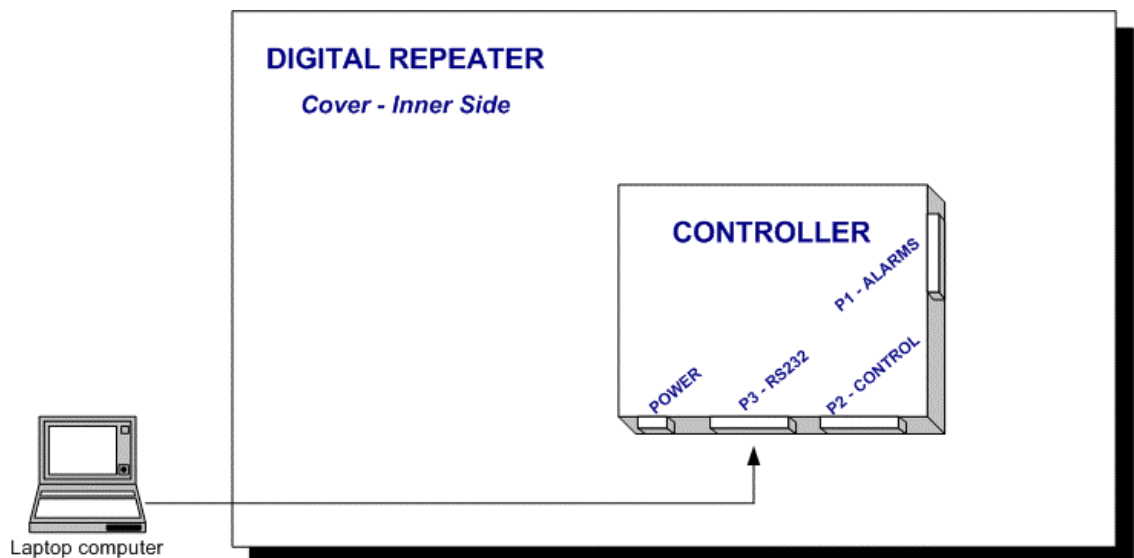 DIGITAL REPEATER
Cover - Inner Side
CONTROLLER
P1 - ALARMS
POWER
P3 - RS232
P2 - CONTROL
Laptop computer